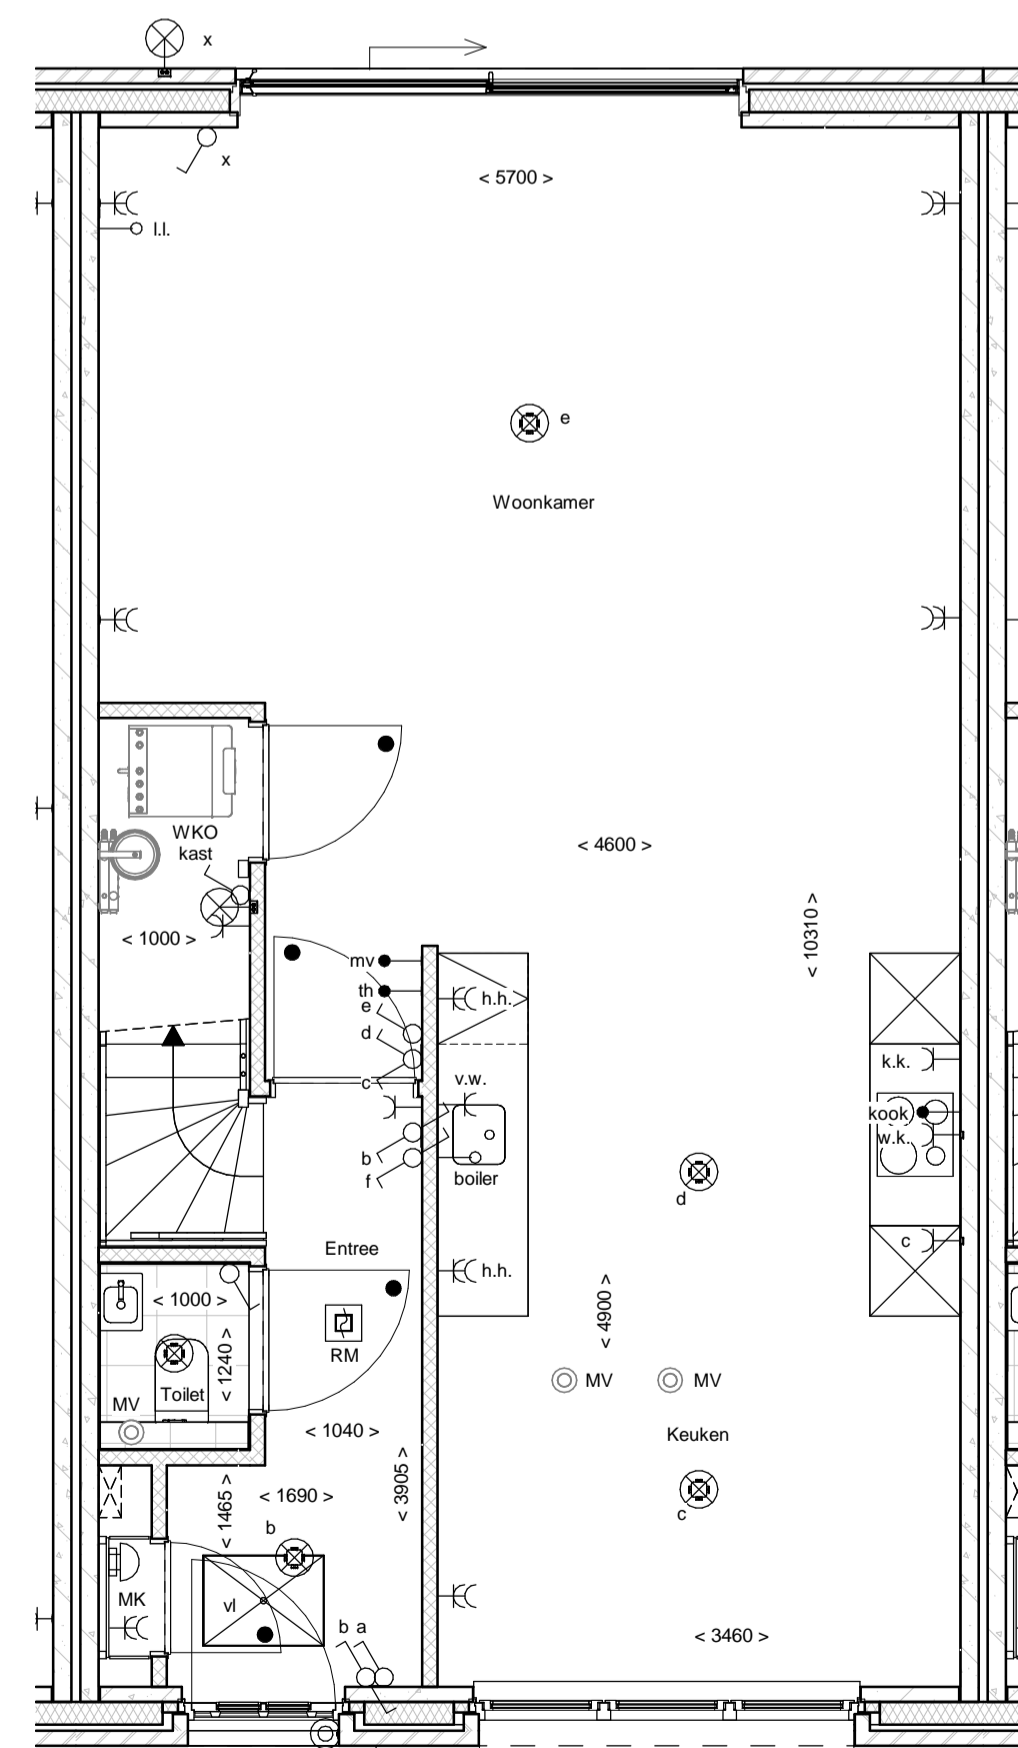 x
x
< 5700 >
l.l.
e
Woonkamer
WKO
kast
< 4600 >
< 10310 >
< 1000 >
mv
th
h.h.
e
d
c
v.w.
k.k.
kook
w.k.
b
f
boiler
d
c
Entree
h.h.
< 1000 >
< 1240 >
< 4900 >
RM
MV
MV
Toilet
MV
< 1040 >
Keuken
< 3905 >
< 1465 >
< 1690 >
b
c
MK
vl
b a
< 3460 >